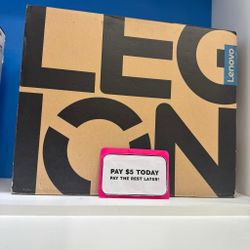 LEG
ION
Lenovo
PAY $5 TODAY
PAY THE REST LATER!